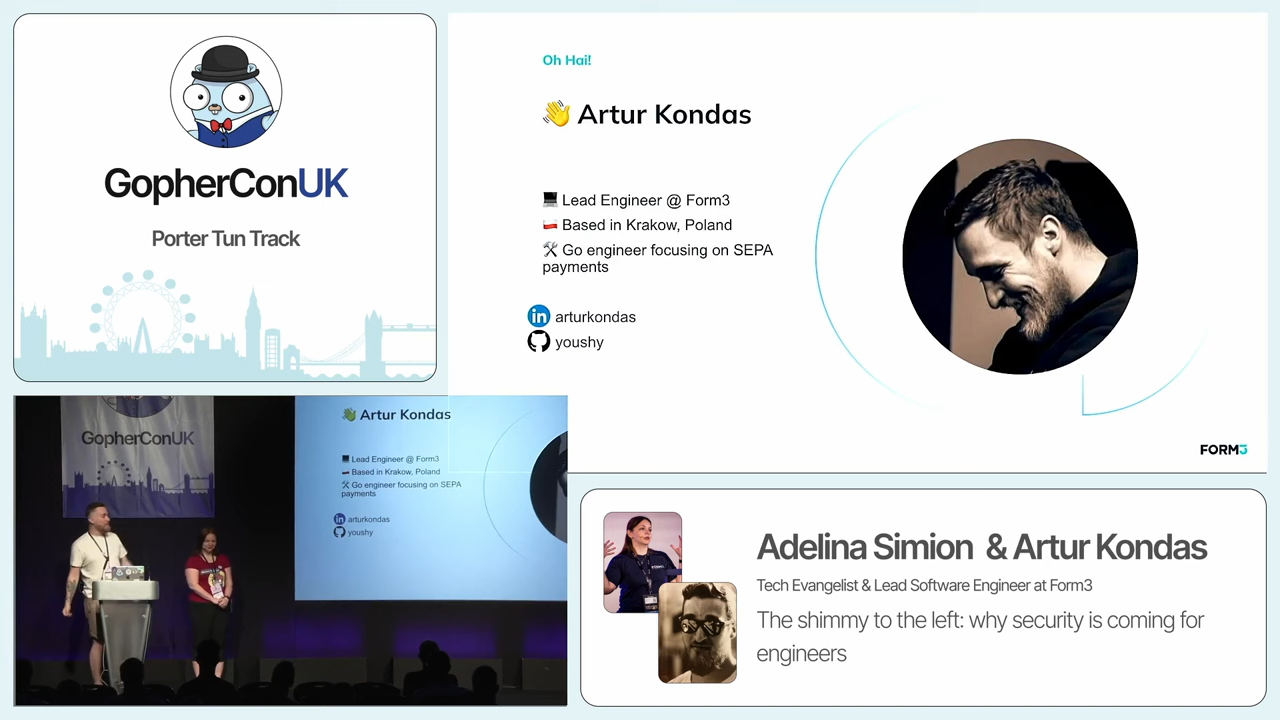 GopherConUK
Porter Tun Track
Oh Hai!
👋 Artur Kondas
💻 Lead Engineer @ Form3
🇵🇱 Based in Krakow, Poland
🛠 Go engineer focusing on SEPA
payments
in arturkondas
youshy
FORM3
GopherConUK
👋 Artur Kondas
💻 Lead Engineer @ Form3
Based in Krakow, Poland
🛠 Go engineer focusing on SEPA
payments
in arturkondas
youshy
Adelina Simion & Artur Kondas
Tech Evangelist & Lead Software Engineer at Form3
The shimmy to the left: why security is coming for
engineers